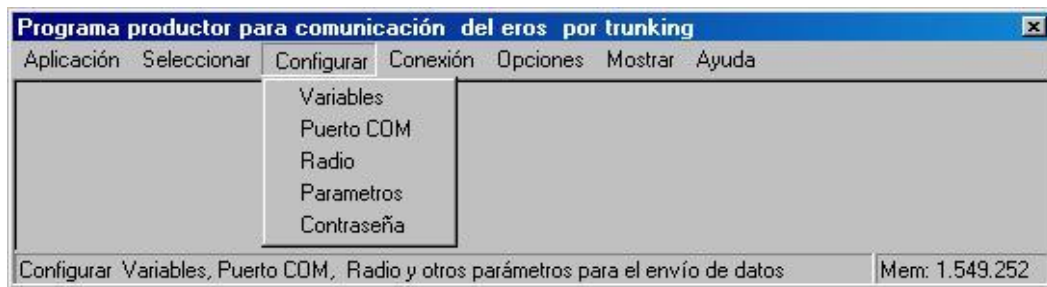 Programa productor para comunicación del eros por trunking
Aplicación Seleccionar Configurar Conexión Opciones Mostrar Ayuda
Variables
Puerto COM
Radio
Parametros
Contraseña
Configurar Variables, Puerto COM, Radio y otros parámetros para el envío de datos Mem: 1.549.252